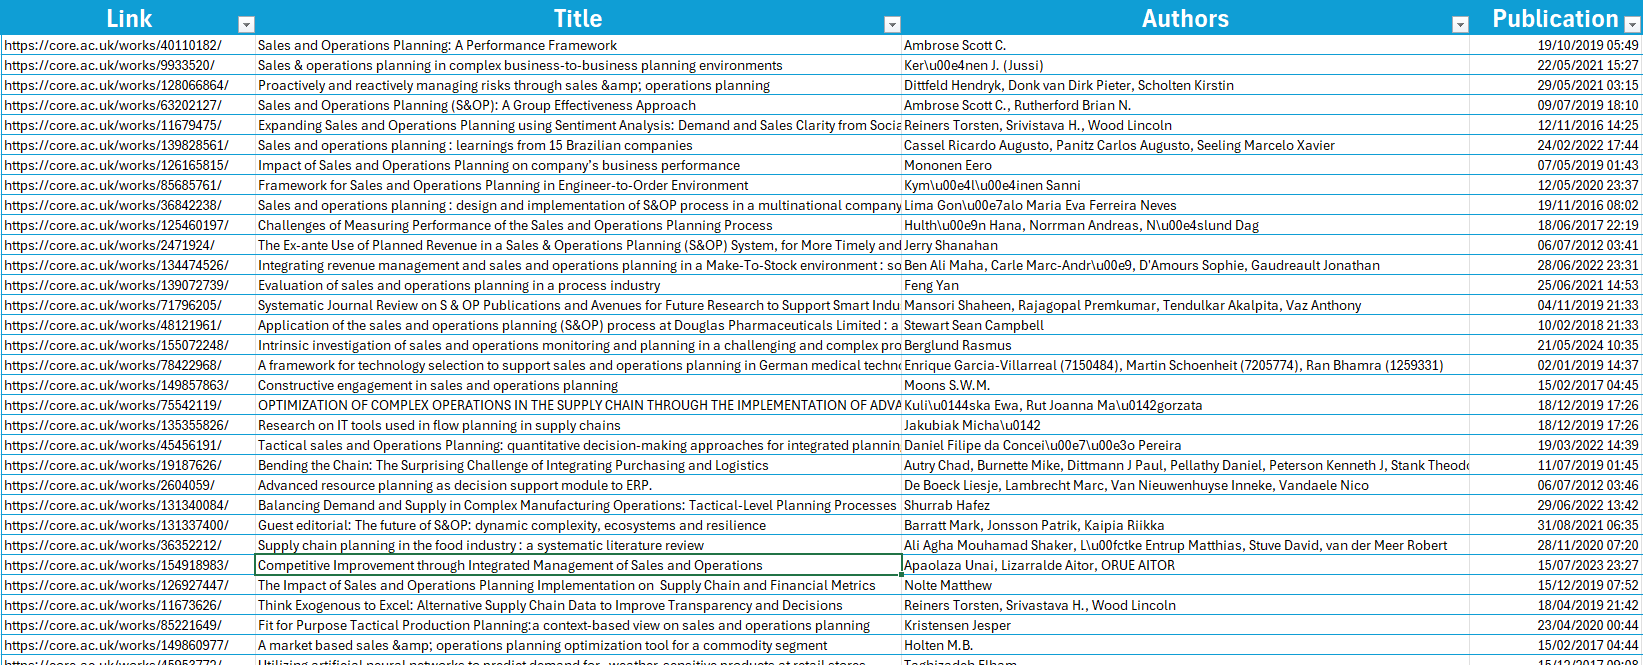 Link Title Authors Publication
https://core.ac.uk/works/40110182/ Sales and Operations Planning: A Performance Framework Ambrose Scott C. 19/10/2019 05:49
https://core.ac.uk/works/9933520/ Sales & operations planning in complex business-to-business planning environments Ker\u00e4nen J. (Jussi) 22/05/2021 15:27
https://core.ac.uk/works/128066864/ Proactively and reactively managing risks through sales &amp; operations planning Dittfeld Hendryk, Donk van Dirk Pieter, Scholten Kirstin 29/05/2021 03:15
https://core.ac.uk/works/63202127/ Sales and Operations Planning (S&OP): A Group Effectiveness Approach Ambrose Scott C., Rutherford Brian N. 09/07/2019 18:10
https://core.ac.uk/works/11679475/ Expanding Sales and Operations Planning using Sentiment Analysis: Demand and Sales Clarity from Socia Reiners Torsten, Srivistava H., Wood Lincoln 12/11/2016 14:25
https://core.ac.uk/works/139828561/ Sales and operations planning : learnings from 15 Brazilian companies Cassel Ricardo Augusto, Panitz Carlos Augusto, Seeling Marcelo Xavier 24/02/2022 17:44
https://core.ac.uk/works/126165815/ Impact of Sales and Operations Planning on company's business performance Mononen Eero 07/05/2019 01:43
https://core.ac.uk/works/85685761/ Framework for Sales and Operations Planning in Engineer-to-Order Environment Kym\u00e4l\u00e4inen Sanni 12/05/2020 23:37
https://core.ac.uk/works/36842238/ Sales and operations planning : design and implementation of S&OP process in a multinational company Lima Gon\u00e7alo Maria Eva Ferreira Neves 19/11/2016 08:02
https://core.ac.uk/works/125460197/ Challenges of Measuring Performance of the Sales and Operations Planning Process Hulth\u00e9n Hana, Norrman Andreas, N\u00e4slund Dag 18/06/2017 22:19
https://core.ac.uk/works/2471924/ The Ex-ante Use of Planned Revenue in a Sales & Operations Planning (S&OP) System, for More Timely and Jerry Shanahan 06/07/2012 03:41
https://core.ac.uk/works/134474526/ Integrating revenue management and sales and operations planning in a Make-To-Stock environment : so Ben Ali Maha, Carle Marc-Andr\u00e9, D'Amours Sophie, Gaudreault Jonathan 28/06/2022 23:31
https://core.ac.uk/works/139072739/ Evaluation of sales and operations planning in a process industry Feng Yan 25/06/2021 14:53
https://core.ac.uk/works/71796205/ Systematic Journal Review on S & OP Publications and Avenues for Future Research to Support Smart Indu Mansori Shaheen, Rajagopal Premkumar, Tendulkar Akalpita, Vaz Anthony 04/11/2019 21:33
https://core.ac.uk/works/48121961/ Application of the sales and operations planning (S&OP) process at Douglas Pharmaceuticals Limited : a Stewart Sean Campbell 10/02/2018 21:33
https://core.ac.uk/works/155072248/ Intrinsic investigation of sales and operations monitoring and planning in a challenging and complex pro Berglund Rasmus 21/05/2024 10:35
https://core.ac.uk/works/78422968/ A framework for technology selection to support sales and operations planning in German medical techn Enrique Garcia-Villarreal (7150484), Martin Schoenheit (7205774), Ran Bhamra (1259331) 02/01/2019 14:37
https://core.ac.uk/works/149857863/ Constructive engagement in sales and operations planning Moons S.W.M. 15/02/2017 04:45
https://core.ac.uk/works/75542119/ OPTIMIZATION OF COMPLEX OPERATIONS IN THE SUPPLY CHAIN THROUGH THE IMPLEMENTATION OF ADVA Kuli\u0144ska Ewa, Rut Joanna Ma\u0142gorzata 18/12/2019 17:26
https://core.ac.uk/works/135355826/ Research on IT tools used in flow planning in supply chains Jakubiak Micha\u0142 18/12/2019 17:26
https://core.ac.uk/works/45456191/ Tactical sales and Operations Planning: quantitative decision-making approaches for integrated plannin Daniel Filipe da Concei\u00e7\u00e3o Pereira 19/03/2022 14:39
https://core.ac.uk/works/19187626/ Bending the Chain: The Surprising Challenge of Integrating Purchasing and Logistics Autry Chad, Burnette Mike, Dittmann J Paul, Pellathy Daniel, Peterson Kenneth J, Stank Theodo 11/07/2019 01:45
https://core.ac.uk/works/2604059/ Advanced resource planning as decision support module to ERP. De Boeck Liesje, Lambrecht Marc, Van Nieuwenhuyse Inneke, Vandaele Nico 06/07/2012 03:46
https://core.ac.uk/works/131340084/ Balancing Demand and Supply in Complex Manufacturing Operations: Tactical-Level Planning Processes Shurrab Hafez 29/06/2022 13:42
https://core.ac.uk/works/131337400/ Guest editorial: The future of S&OP: dynamic complexity, ecosystems and resilience Barratt Mark, Jonsson Patrik, Kaipia Riikka 31/08/2021 06:35
https://core.ac.uk/works/36352212/ Supply chain planning in the food industry : a systematic literature review Ali Agha Mouhamad Shaker, L\u00fctke Entrup Matthias, Stuve David, van der Meer Robert 28/11/2020 07:20
https://core.ac.uk/works/154918983/ Competitive Improvement through Integrated Management of Sales and Operations Apaolaza Unai, Lizarralde Aitor, ORUE AITOR 15/07/2023 23:27
https://core.ac.uk/works/126927447/ The Impact of Sales and Operations Planning Implementation on Supply Chain and Financial Metrics Nolte Matthew 15/12/2019 07:52
https://core.ac.uk/works/11673626/ Think Exogenous to Excel: Alternative Supply Chain Data to Improve Transparency and Decisions Reiners Torsten, Srivastava H., Wood Lincoln 18/04/2019 21:42
https://core.ac.uk/works/85221649/ Fit for Purpose Tactical Production Planning:a context-based view on sales and operations planning Kristensen Jesper 23/04/2020 00:44
https://core.ac.uk/works/149860977/ A market based sales &amp; operations planning optimization tool for a commodity segment Holten M.B. 15/02/2017 04:44
https://core.ac.uk/works/45953772/ Utilizing artificial neural networks to predict demand for weather-sensitive products at retail stores Taghizadeh Elham